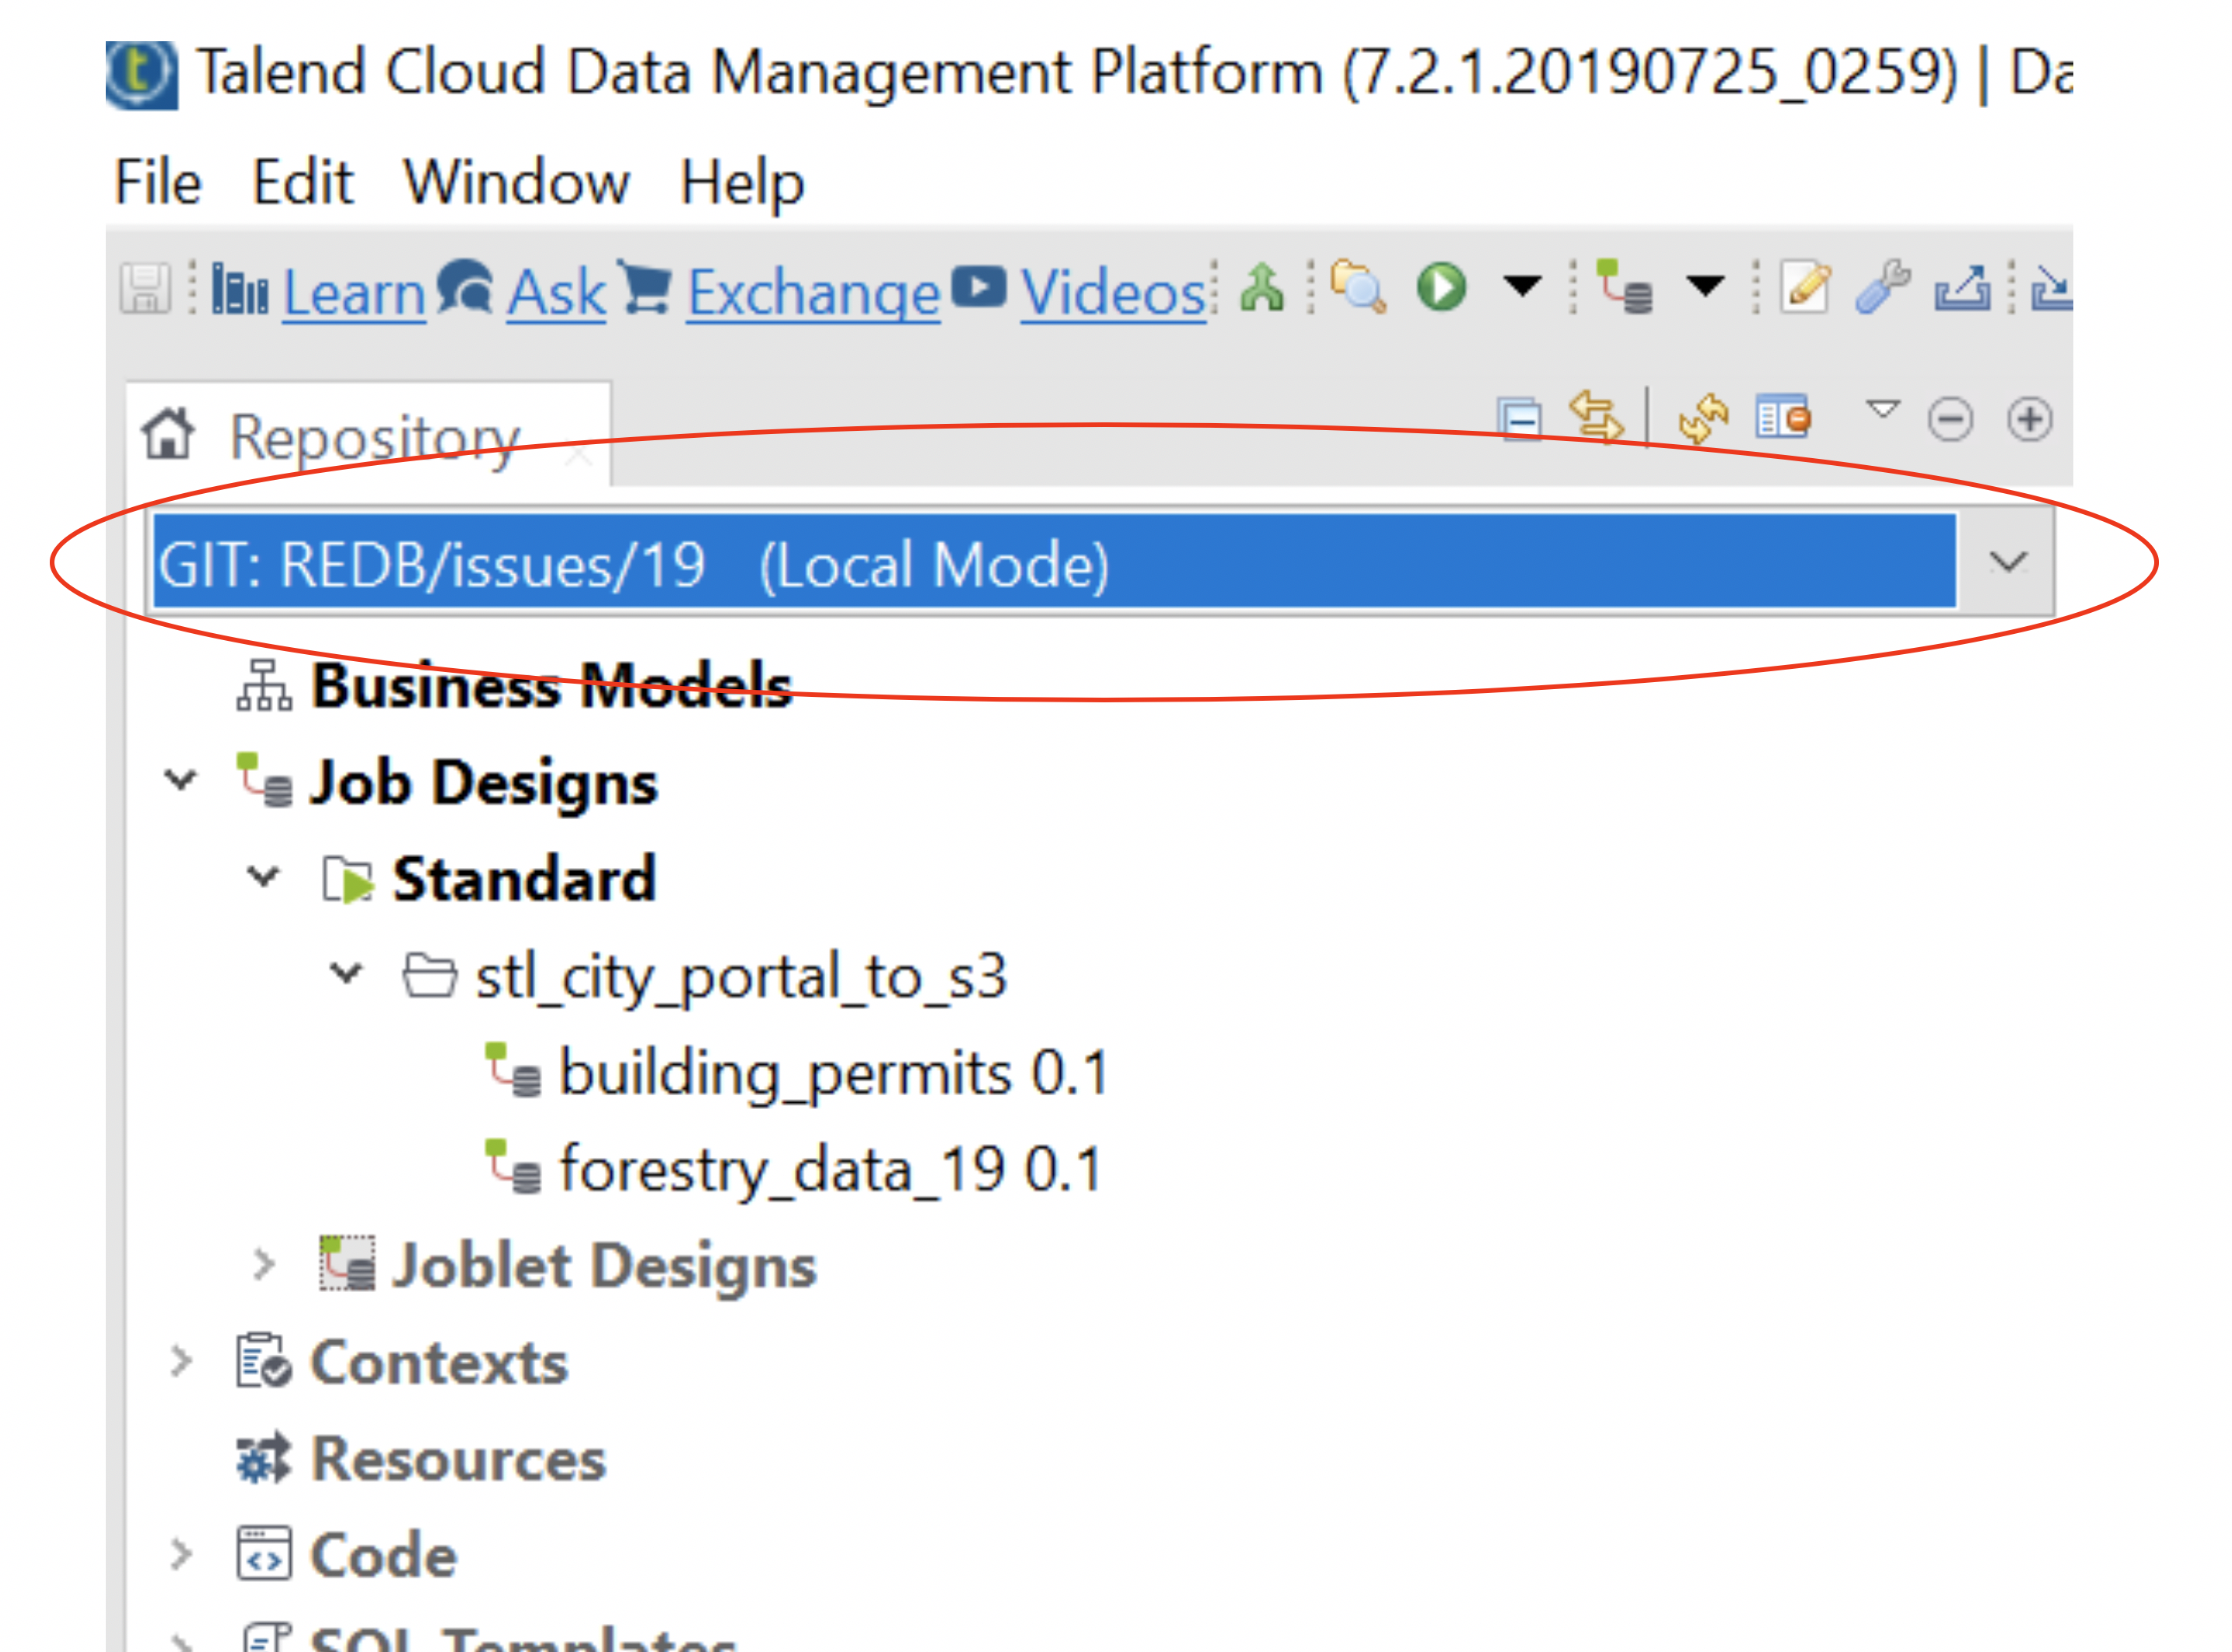 Talend Cloud Data Management Platform (7.2.1.20190725_0259) | Da
File Edit Window Help
Learn Ask Exchange Videos
Repository
GIT: REDB/issues/19 (Local Mode)
Business Models
Job Designs
Standard
stl_city_portal_to_s3
building_permits 0.1
forestry_data_19 0.1
Joblet Designs
Contexts
Resources
Code
SQL Templates